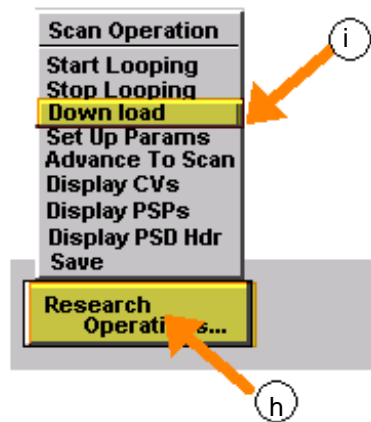 Scan Operation
Start Looping
Stop Looping
Down load
Set Up Params
Advance To Scan
Display CVs
Display PSPs
Display PSD Hdr
Save
Research
i
h